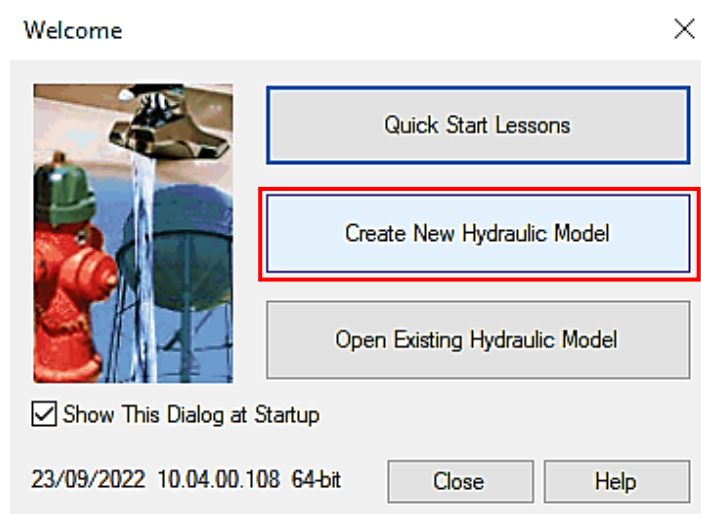 Welcome
Quick Start Lessons
Create New Hydraulic Model
Open Existing Hydraulic Model
Show This Dialog at Startup
23/09/2022 10.04.00.108 64-bit
Close
Help